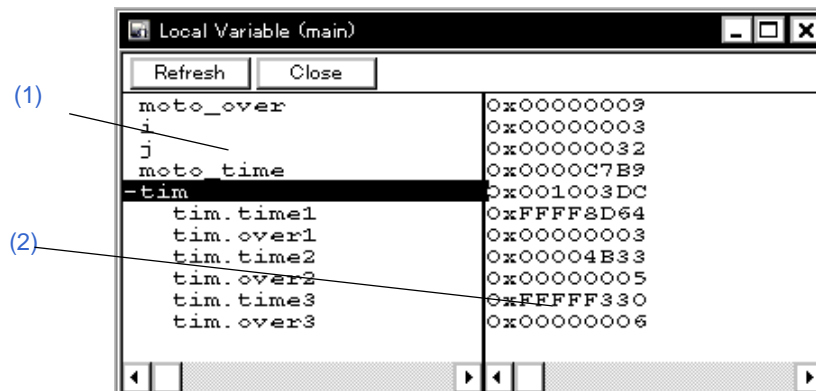 Local Variable (main)
Refresh Close
(1)
moto_over 0x00000009
i 0x00000003
j 0x00000032
moto_time 0x0000C7B9
-tim 0x001003DC
tim.time1 0xFFFF8D64
tim.over1 0x00000003
(2)
tim.time2 0x00004B33
tim.over2 0x00000005
tim.time3 0xFFFFF330
tim.over3 0x00000006